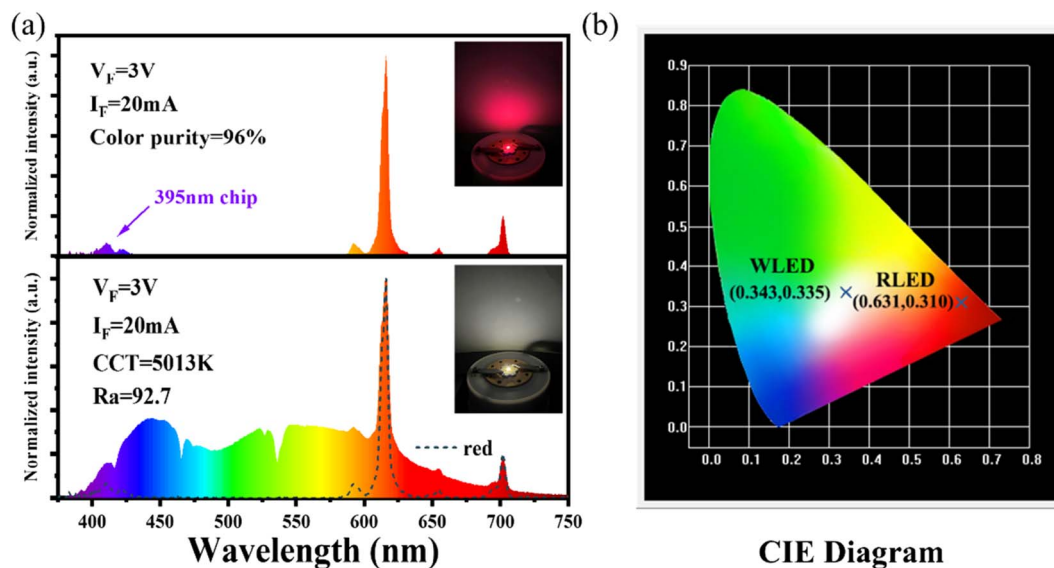 (a)
Normalized intensity (a.u.)
V_F=3V
I_F=20mA
Color purity=96%
395nm chip
Normalized intensity (a.u.)
V_F=3V
I_F=20mA
CCT=5013K
Ra=92.7
red
400 450 500 550 600 650 700 750
Wavelength (nm)
(b)
0.9
0.8
0.7
0.6
0.5
0.4
0.3
0.2
0.1
0.0
WLED
(0.343,0.335)
RLED
(0.631,0.310)
0.0 0.1 0.2 0.3 0.4 0.5 0.6 0.7 0.8
CIE Diagram